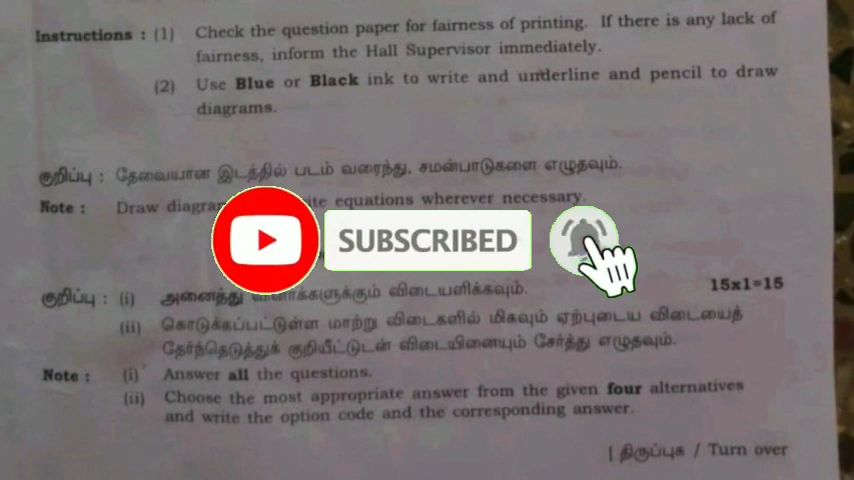 Instructions : (1) Check the question paper for fairness of printing. If there is any lack of
fairness, inform the Hall Supervisor immediately.
(2) Use Blue or Black ink to write and underline and pencil to draw
diagrams.
குறிப்பு : தேவையான இடத்தில் படம் வரைந்து, சமன்பாடுகளை எழுதவும்.
Note : Draw equations wherever necessary.
SUBSCRIBED
15x1=15
குறிப்பு : (i) அனைத்து வினாக்களுக்கும் விடையளிக்கவும்.
(ii) கொடுக்கப்பட்டுள்ள மாற்று விடைகளில் மிகவும் ஏற்புடைய விடையைத்
தேர்ந்தெடுத்துக் குறியீட்டுடன் விடையினையும் சேர்த்து எழுதவும்.
Note : (i) Answer all the questions.
(ii) Choose the most appropriate answer from the given four alternatives
and write the option code and the corresponding answer.
[ திருப்புக / Turn over